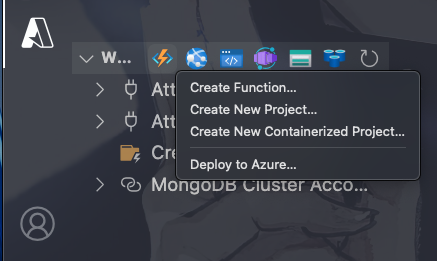 W...
Create Function...
Att
Create New Project...
Att
Create New Containerized Project...
Cre
Deploy to Azure...
MongoDB Cluster Acco...